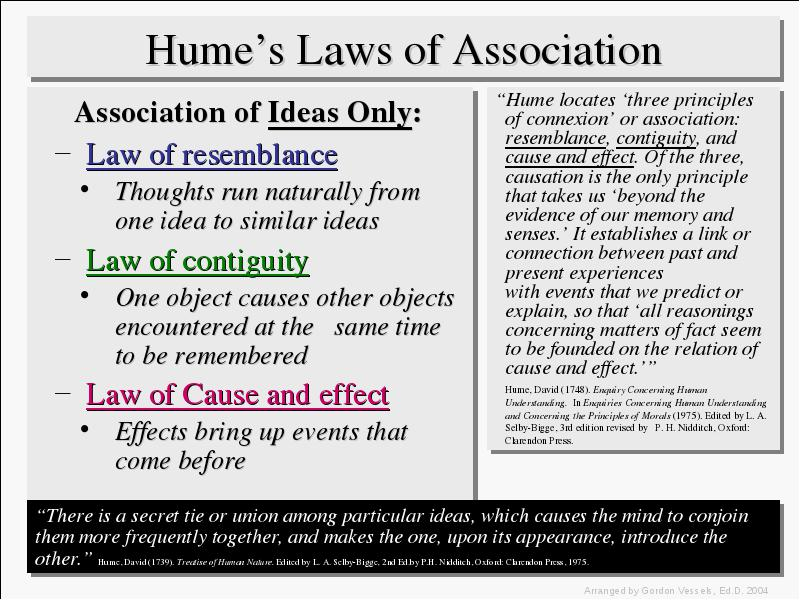 Hume’s Laws of Association
Association of Ideas Only:
– Law of resemblance
• Thoughts run naturally from
one idea to similar ideas
– Law of contiguity
• One object causes other objects
encountered at the same time
to be remembered
– Law of Cause and effect
• Effects bring up events that
come before
“Hume locates ‘three principles
of connexion’ or association:
resemblance, contiguity, and
cause and effect. Of the three,
causation is the only principle
that takes us ‘beyond the
evidence of our memory and
senses.’ It establishes a link or
connection between past and
present experiences
with events that we predict or
explain, so that ‘all reasonings
concerning matters of fact seem
to be founded on the relation of
cause and effect.’”
Hume, David (1748). Enquiry Concerning Human
Understanding. In Enquiries Concerning Human Understanding
and Concerning the Principles of Morals (1975). Edited by L. A.
Selby-Bigge, 3rd edition revised by P. H. Nidditch, Oxford:
Clarendon Press.
“There is a secret tie or union among particular ideas, which causes the mind to conjoin
them more frequently together, and makes the one, upon its appearance, introduce the
other.” Hume, David (1739). Treatise of Human Nature. Edited by L. A. Selby-Bigge, 2nd Ed.by P.H. Nidditch, Oxford: Clarendon Press, 1975.
Arranged by Gordon Vessels, Ed.D. 2004